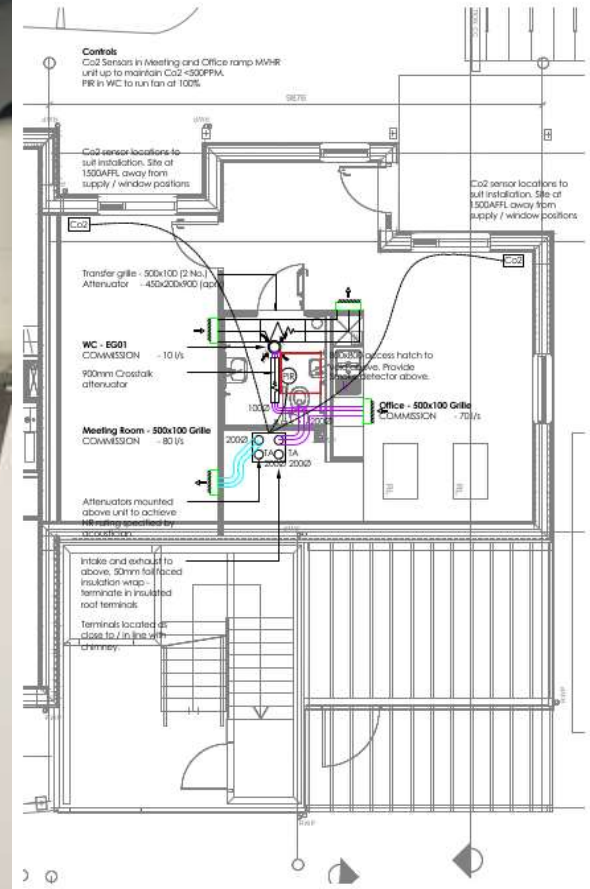 Controls
Co2 Sensors in Meeting and Office ramp MVHR
unit up to maintain Co2 <500PPM.
PIR in WC to run fan at 100%
Co2 sensor locations to
suit installation. Site at
1500AFFL away from
supply / window positions
Co2 sensor locations to
suit installation. Site at
1500AFFL away from
supply / window positions
Co2
Co2
Transfer grille - 500x100 (2 No.)
Attenuator - 450x200x900
WC - EG01
COMMISSION - 10 l/s
900mm Crosstalk
attenuator
PIR
access hatch to
above. Provide
detector above.
100Ø
Office - 500x100 Grille
COMMISSION - 70 l/s
Meeting Room - 500x100 Grille
COMMISSION - 80 l/s
200Ø
TA TA
200Ø 200Ø
Attenuators mounted
above unit to achieve
NR rating specified by
acoustician
Intake and exhaust to
above, 50mm foil faced
insulation wrap -
terminate in insulated
roof terminals
Terminals located as
close to / in line with
chimney.